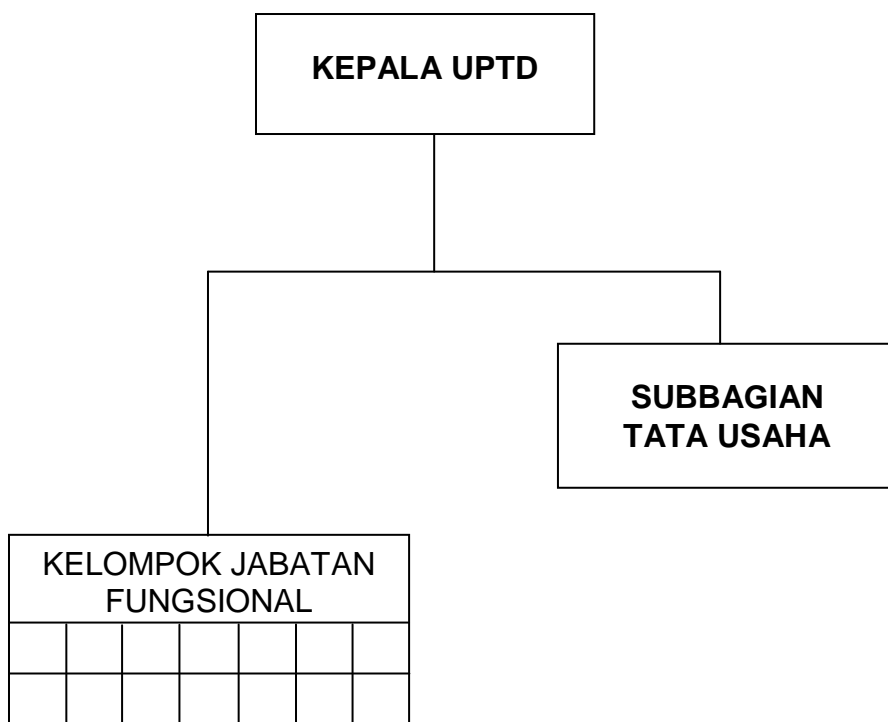 KEPALA UPTD
SUBBAGIAN
TATA USAHA
KELOMPOK JABATAN
FUNGSIONAL